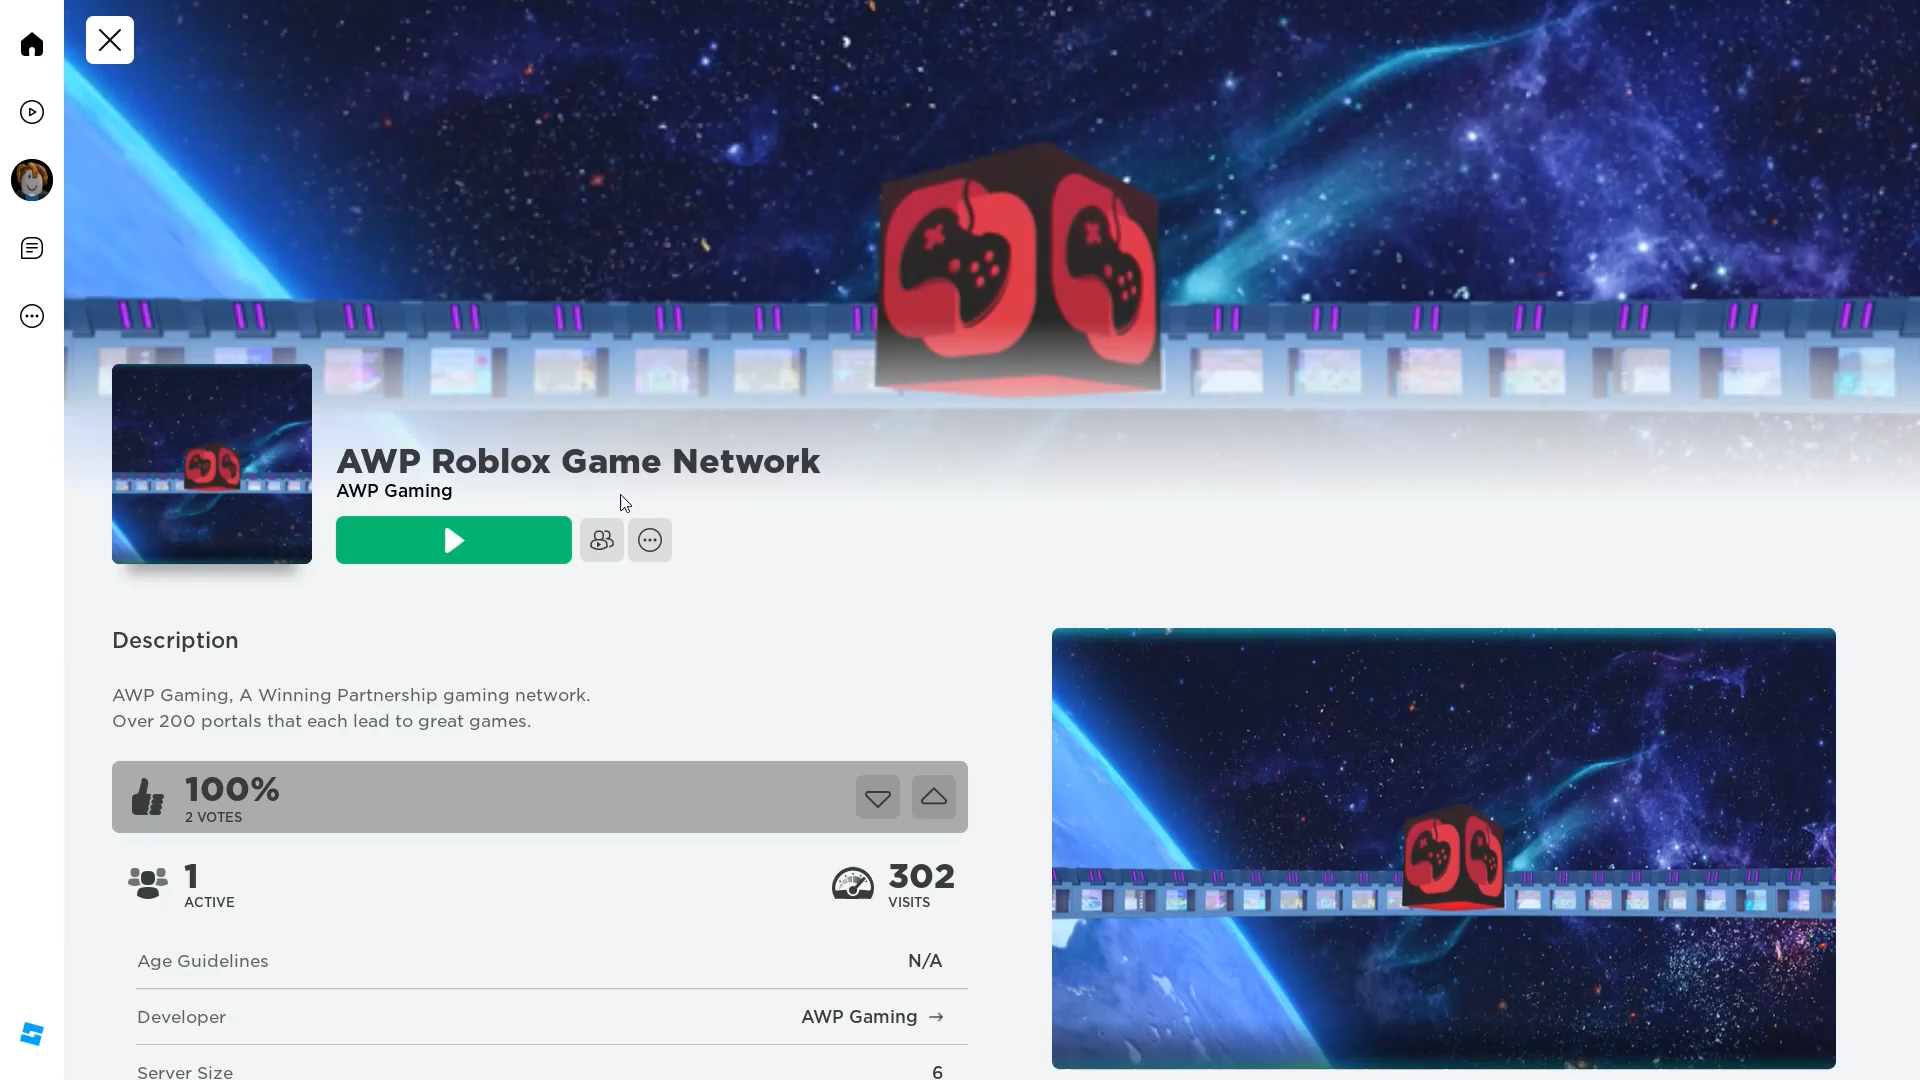 AWP Roblox Game Network
AWP Gaming
Description
AWP Gaming, A Winning Partnership gaming network.
Over 200 portals that each lead to great games.
100%
2 VOTES
1
ACTIVE
302
VISITS
Age Guidelines N/A
Developer AWP Gaming →
Server Size 6